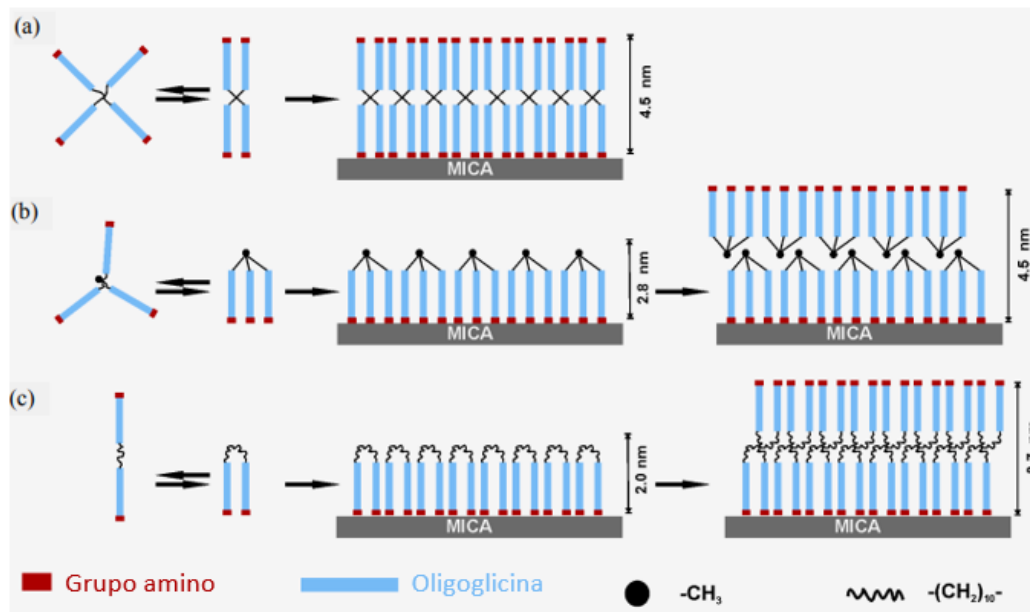 (a)
4.5 nm
MICA
(b)
2.8 nm
MICA
4.5 nm
MICA
(c)
2.0 nm
MICA
nm
MICA
Grupo amino
Oligoglicina
-CH₃
-(CH₂)₁₀-